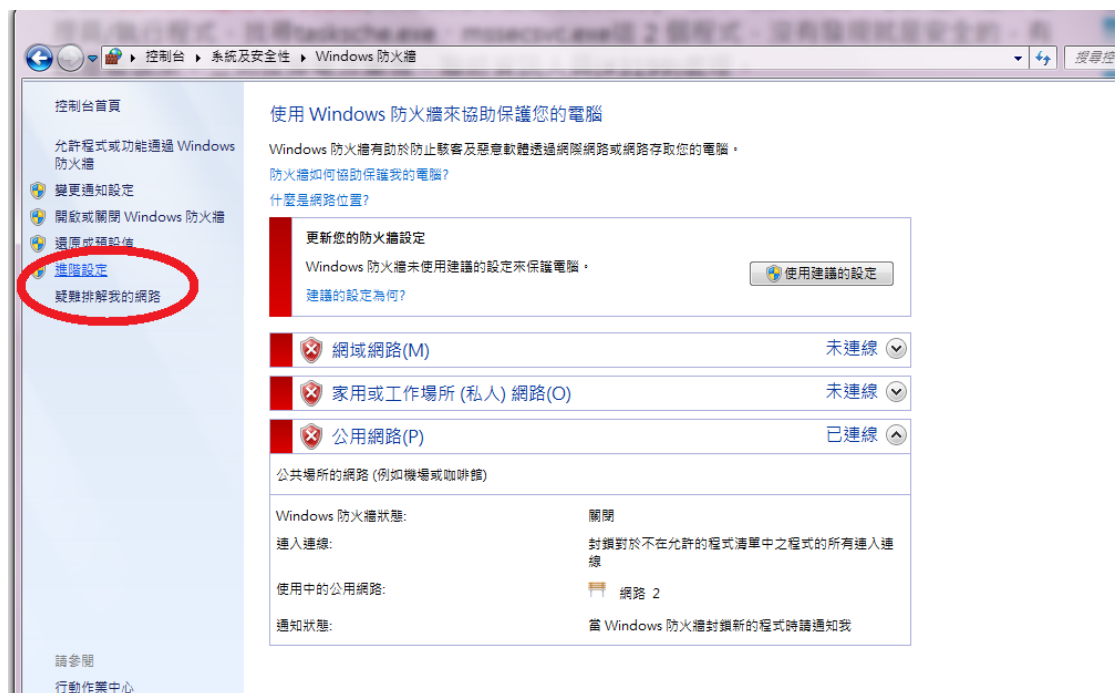 控制台 ▸ 系統及安全性 ▸ Windows 防火牆
搜尋控
控制台首頁
允許程式或功能通過 Windows
防火牆
變更通知設定
開啟或關閉 Windows 防火牆
還原成預設值
進階設定
疑難排解我的網路
請參閱
行動作業中心
使用 Windows 防火牆來協助保護您的電腦
Windows 防火牆有助於防止駭客及惡意軟體透過網際網路或網路存取您的電腦。
防火牆如何協助保護我的電腦?
什麼是網路位置?
更新您的防火牆設定
Windows 防火牆未使用建議的設定來保護電腦。
使用建議的設定
建議的設定為何?
網域網路(M) 未連線
家用或工作場所 (私人) 網路(O) 未連線
公用網路(P) 已連線
公共場所的網路 (例如機場或咖啡館)
Windows 防火牆狀態: 關閉
連入連線: 封鎖對於不在允許的程式清單中之程式的所有連入連
線
使用中的公用網路: 網路 2
通知狀態: 當 Windows 防火牆封鎖新的程式時請通知我